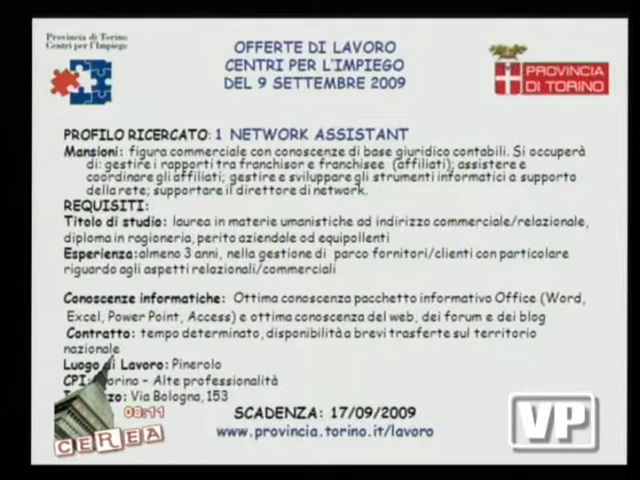 Provincia di Torino
Centri per l'Impiego
OFFERTE DI LAVORO
CENTRI PER L'IMPIEGO
DEL 9 SETTEMBRE 2009
PROVINCIA
DI TORINO
PROFILO RICERCATO: 1 NETWORK ASSISTANT
Mansioni: figura commerciale con conoscenze di base giuridico contabili. Si occuperà
di: gestire i rapporti tra franchisor e franchisee (affiliati); assistere e
coordinare gli affiliati; gestire e sviluppare gli strumenti informatici a supporto
della rete; supportare il direttore di network.
REQUISITI:
Titolo di studio: laurea in materie umanistiche ad indirizzo commerciale/relazionale,
diploma in ragioneria, perito aziendale od equipollenti
Esperienza:almeno 3 anni, nella gestione di parco fornitori/clienti con particolare
riguardo agli aspetti relazionali/commerciali
Conoscenze informatiche: Ottima conoscenza pacchetto informativo Office (Word,
Excel, Power Point, Access) e ottima conoscenza del web, dei forum e dei blog
Contratto: tempo determinato, disponibilità a brevi trasferte sul territorio
nazionale
Luogo di Lavoro: Pinerolo
CPI: Torino - Alte professionalità
Via Bologna, 153
08:11
CEREA
SCADENZA: 17/09/2009
www.provincia.torino.it/lavoro
VP